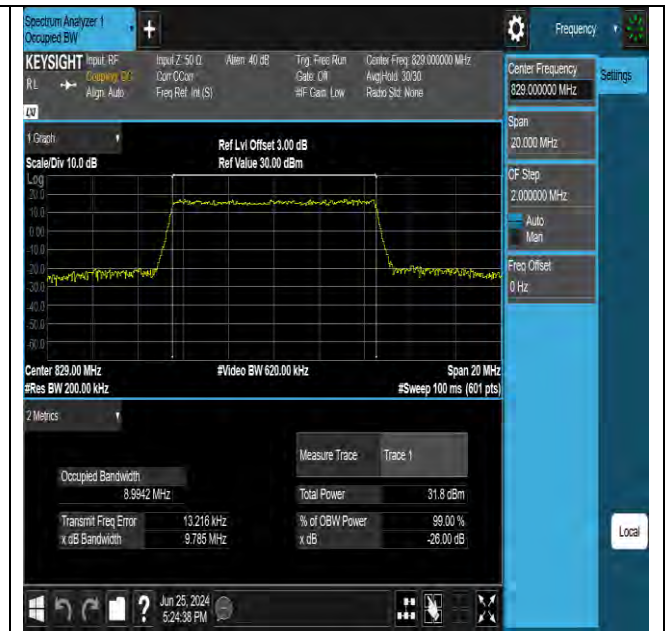 Spectrum Analyzer 1
Occupied BW
+
Frequency
KEYSIGHT Input: RF
RL
Coupling: DC
Align: Auto
Input Z: 50 Ω
Corr CCorr
Freq Ref: Int (S)
Atten: 40 dB
Trig: Free Run
Gate: Off
#IF Gain: Low
Center Freq: 829.000000 MHz
Avg|Hold: 30/30
Radio Std: None
Center Frequency
829.000000 MHz
Settings
Span
20.000 MHz
CF Step
2.000000 MHz
Auto
Man
Freq Offset
0 Hz
1 Graph
Scale/Div 10.0 dB
Ref Lvl Offset 3.00 dB
Ref Value 30.00 dBm
Log
20.0
10.0
0.00
-10.0
-20.0
-30.0
-40.0
-50.0
-60.0
Center 829.00 MHz
#Video BW 620.00 kHz
Span 20 MHz
#Res BW 200.00 kHz
#Sweep 100 ms (601 pts)
2 Metrics
Measure Trace Trace 1
Occupied Bandwidth
8.9942 MHz
Total Power 31.8 dBm
Transmit Freq Error 13.216 kHz
% of OBW Power 99.00 %
x dB Bandwidth 9.785 MHz
x dB -26.00 dB
Local
?
Jun 25, 2024
5:24:38 PM